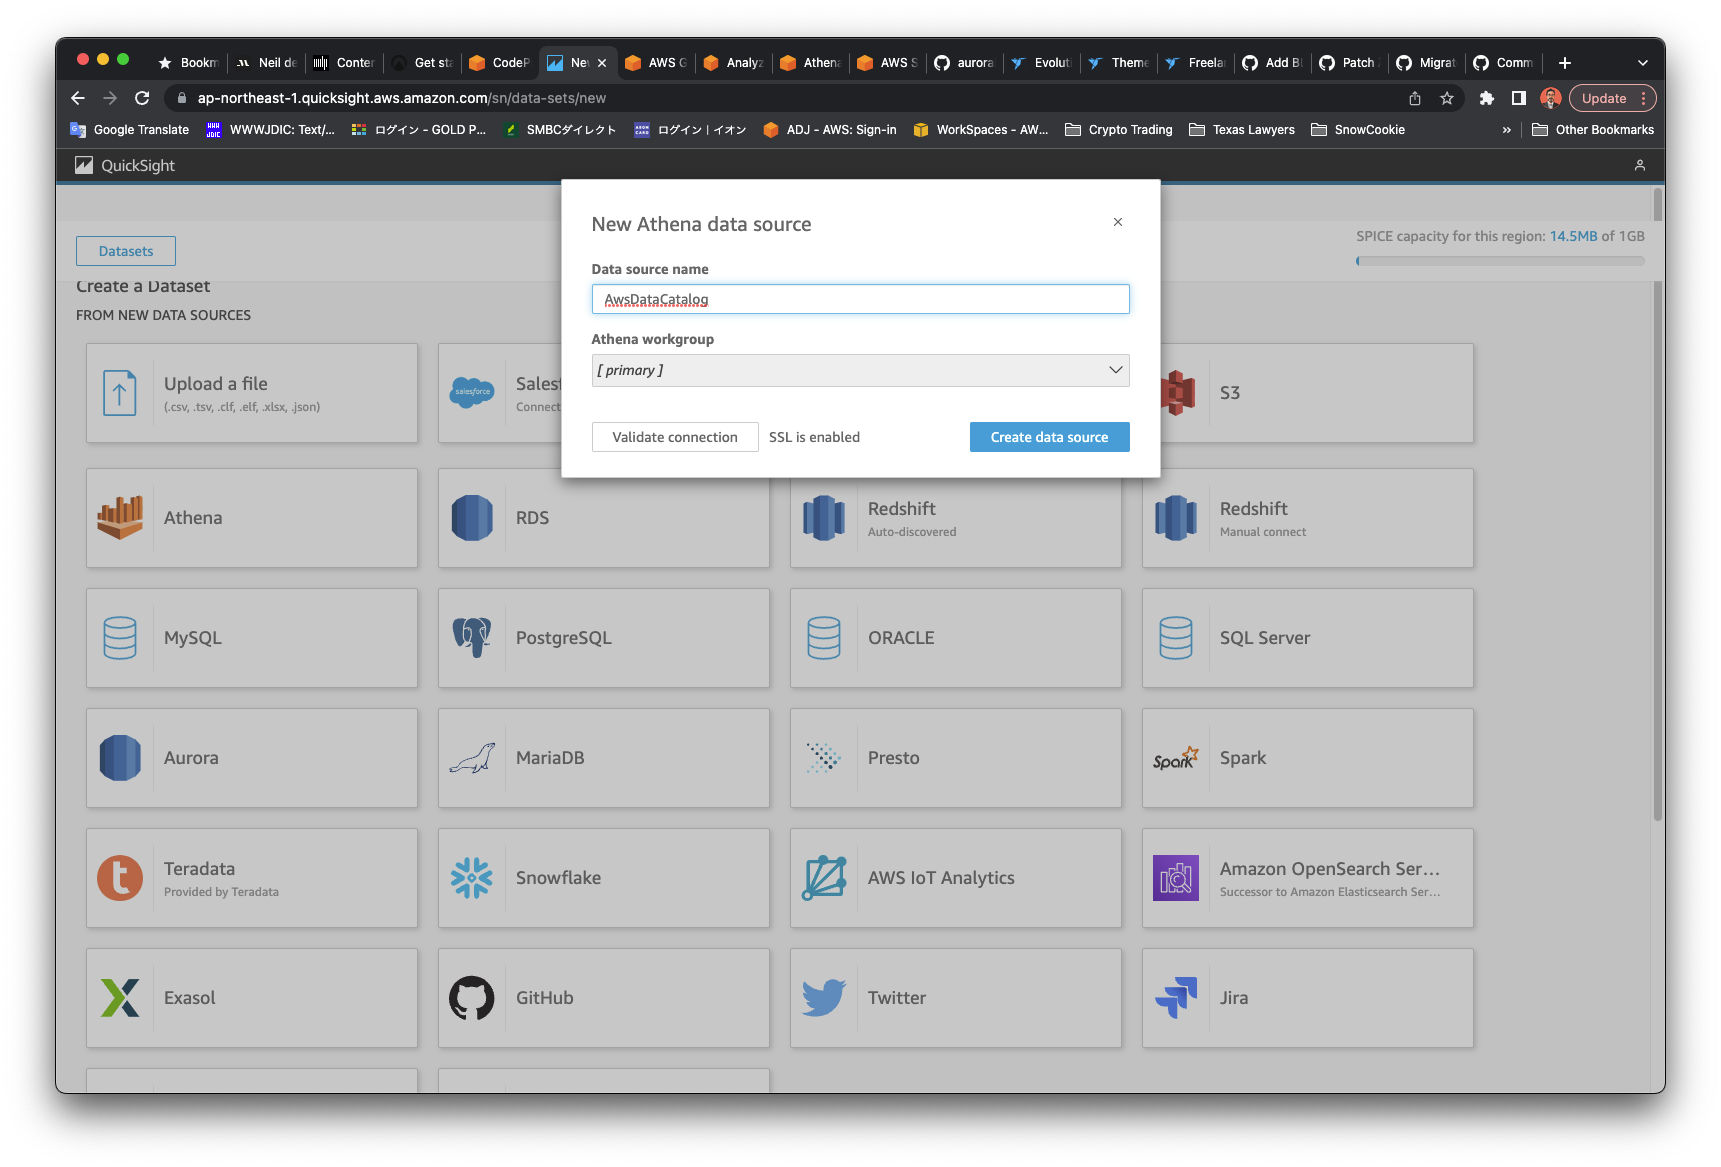 Bookm
Neil de
Conter
Get sta
CodeP
Nev
AWS G
Analyz
Athena
AWS S
aurora
Evoluti
Theme
Freelar
Add Bl
Patch
Migrat
Comm
ap-northeast-1.quicksight.aws.amazon.com/sn/data-sets/new
Update
Google Translate
WWWJDIC: Text/...
ログイン - GOLD P...
SMBCダイレクト
ログイン | イオン
ADJ - AWS: Sign-in
WorkSpaces - AW...
Crypto Trading
Texas Lawyers
SnowCookie
»
Other Bookmarks
QuickSight
New Athena data source
Data source name
AwsDataCatalog
Athena workgroup
[ primary ]
Validate connection
SSL is enabled
Create data source
Datasets
SPICE capacity for this region: 14.5MB of 1GB
Create a Dataset
FROM NEW DATA SOURCES
Upload a file
(.csv, .tsv, .clf, .elf, .xlsx, .json)
salesforce
Salesf
Connect
S3
Athena
RDS
Redshift
Auto-discovered
Redshift
Manual connect
MySQL
PostgreSQL
ORACLE
SQL Server
Aurora
MariaDB
Presto
Spark
Spark
Teradata
Provided by Teradata
Snowflake
AWS IoT Analytics
Amazon OpenSearch Ser...
Successor to Amazon Elasticsearch Ser...
Exasol
GitHub
Twitter
Jira